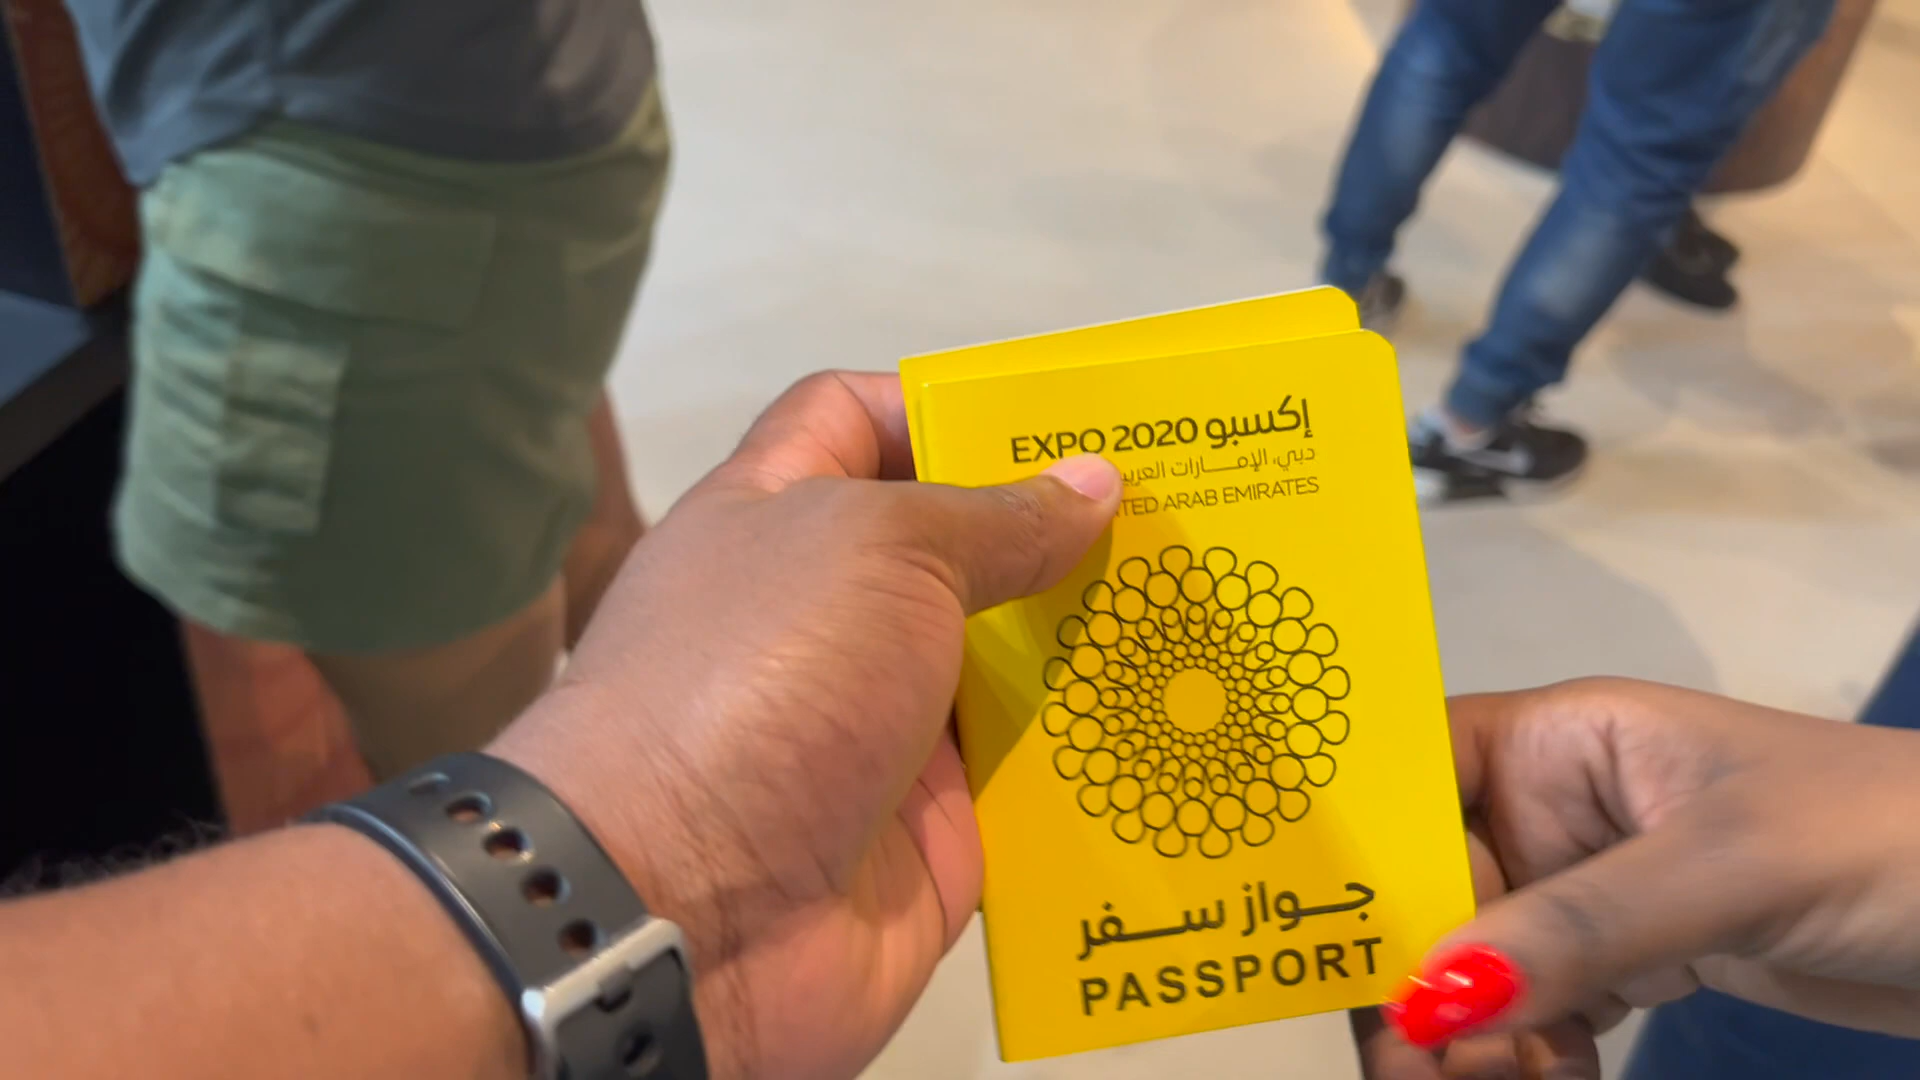 EXPO 2020 إكسبو
دبي، الإمارات
ARAB EMIRATES
جواز سفر
PASSPORT